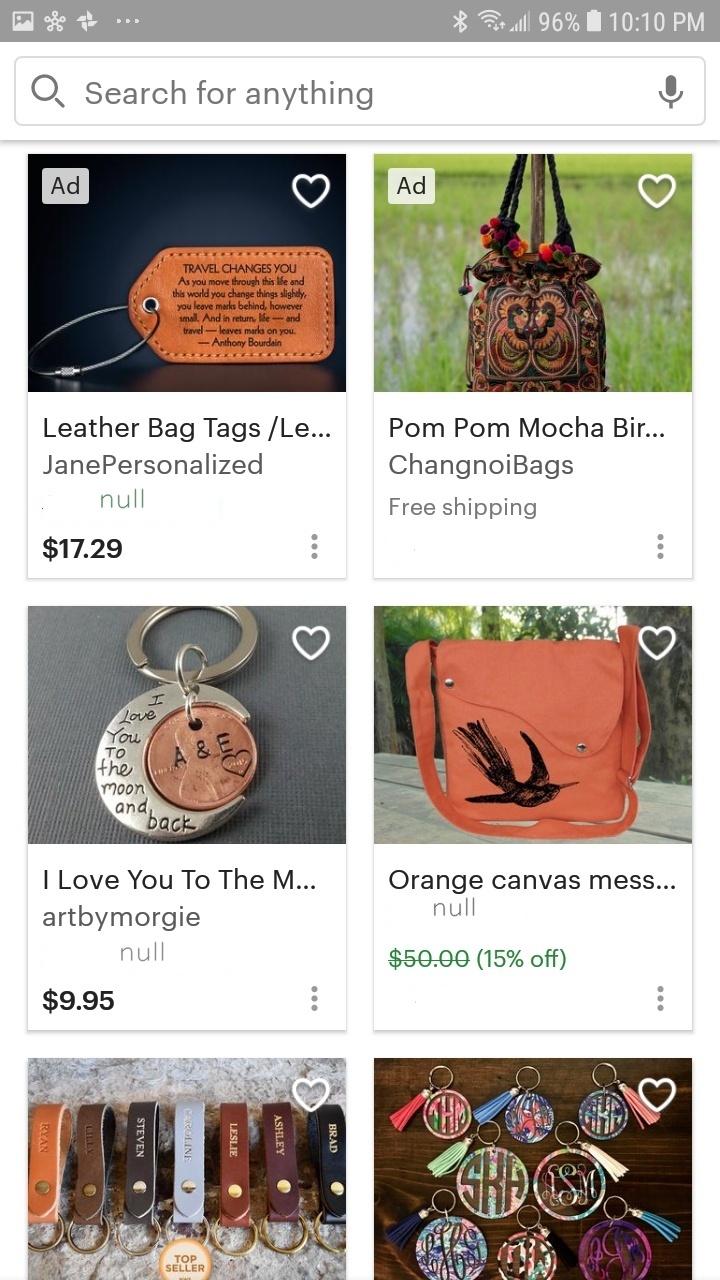 96% 10:10 PM
Search for anything
Ad
TRAVEL CHANGES YOU
As you move through this life and
this world you change things slightly,
you leave marks behind, however
small. And in return, life — and
travel — leaves marks on you.
— Anthony Bourdain
Leather Bag Tags /Le...
JanePersonalized
null
$17.29
Ad
Pom Pom Mocha Bir...
ChangnoiBags
Free shipping
I
Love
You
To
the
moon
and
back
A & E
I Love You To The M...
artbymorgie
null
$9.95
Orange canvas mess...
null
$50.00 (15% off)
RYAN
STEVEN
CAROLINE
LESLIE
ASHLEY
BRAD
TOP
SELLER
SKA